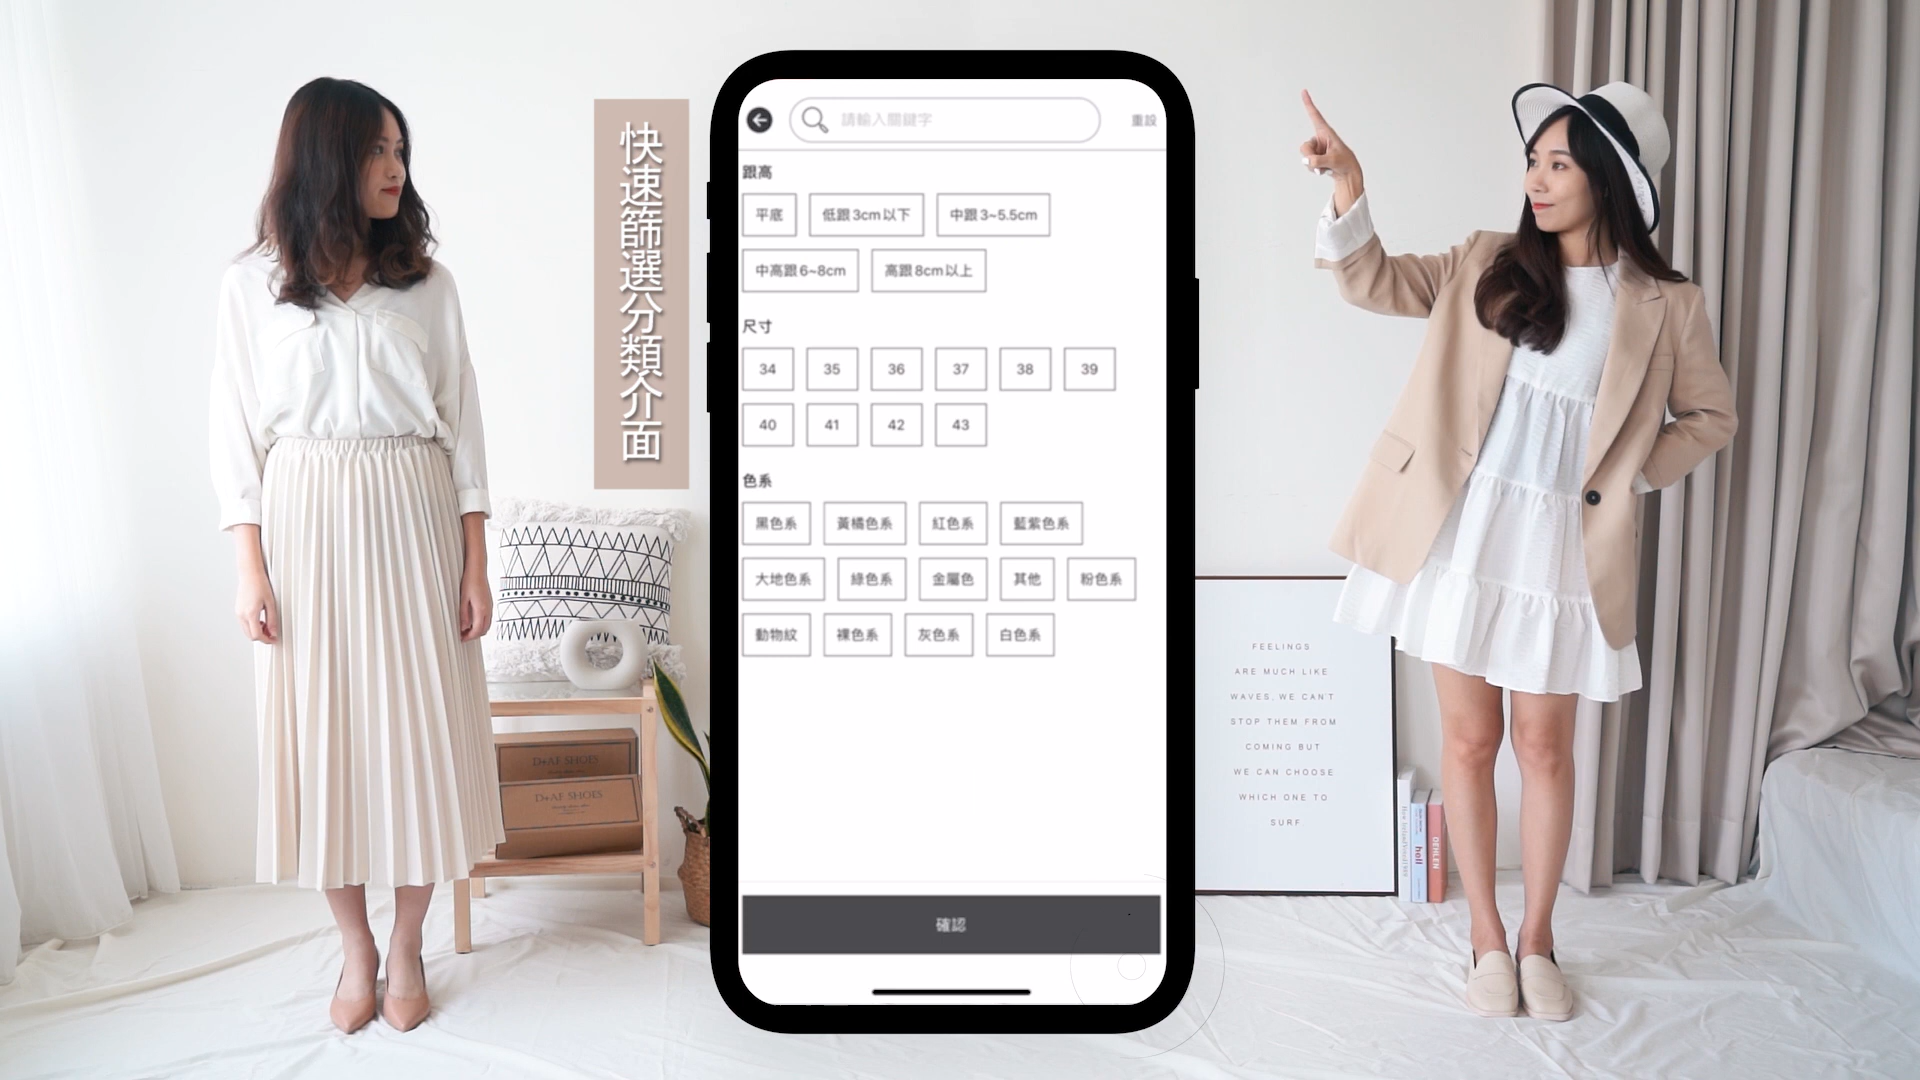 快速篩選分類介面
請輸入關鍵字
重設
跟高
平底 低跟3cm以下 中跟3~5.5cm
中高跟6~8cm 高跟8cm以上
尺寸
34 35 36 37 38 39
40 41 42 43
色系
黑色系 黃橘色系 紅色系 藍紫色系
大地色系 綠色系 金屬色 其他 粉色系
動物紋 裸色系 灰色系 白色系
確認
D+AF SHOES
D+AF SHOES
FEELINGS
ARE MUCH LIKE
WAVES, WE CAN'T
STOP THEM FROM
COMING BUT
WE CAN CHOOSE
WHICH ONE TO
SURF
hell
DEHLEN